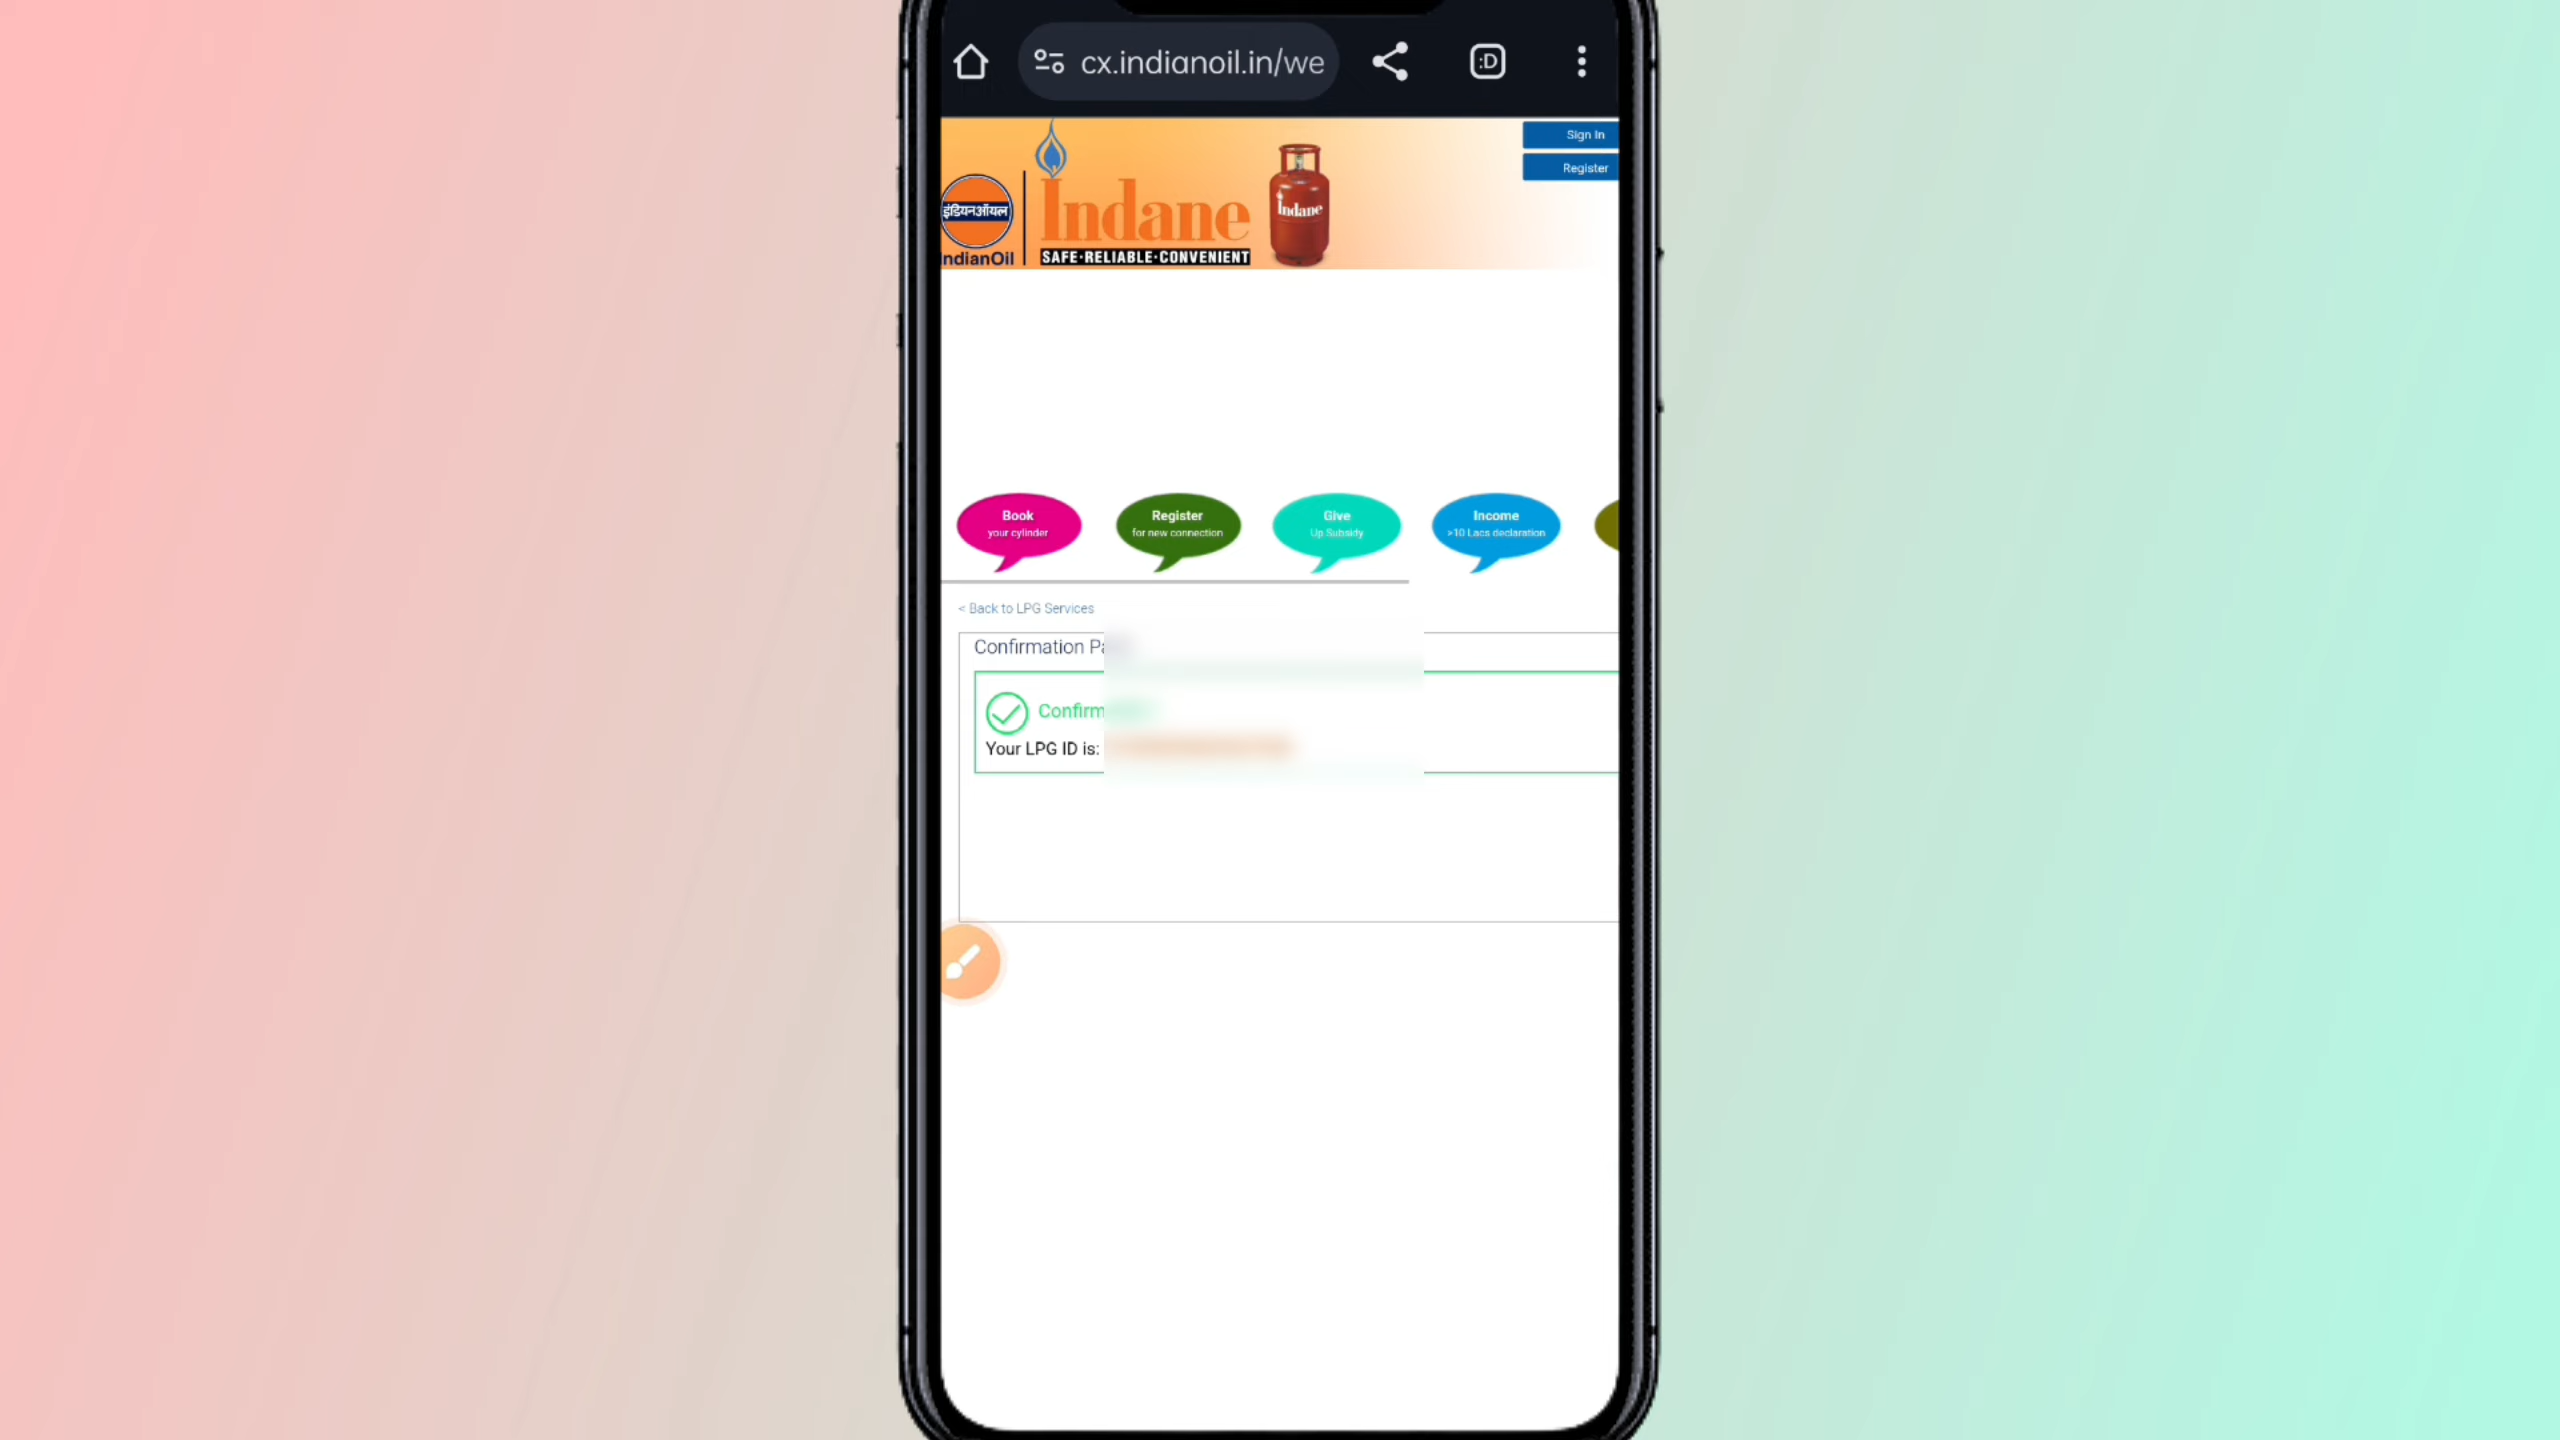 :D
cx.indianoil.in/we
Sign In
Register
इंडियनऑयल
ndianOil
Indane
SAFE·RELIABLE·CONVENIENT
Indane
Book
your cylinder
Register
for new connection
Give
Up Subsidy
Income
>10 Lacs declaration
< Back to LPG Services
Confirmation
Confirm
Your LPG ID is: